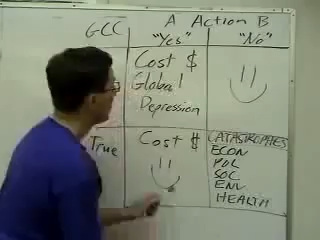 GCC
A Action B
"Yes"
"No"
Cost $
Global
Depression
True
Cost $
CATASTROPHES
ECON
POL
SOC
ENV
HEALTH